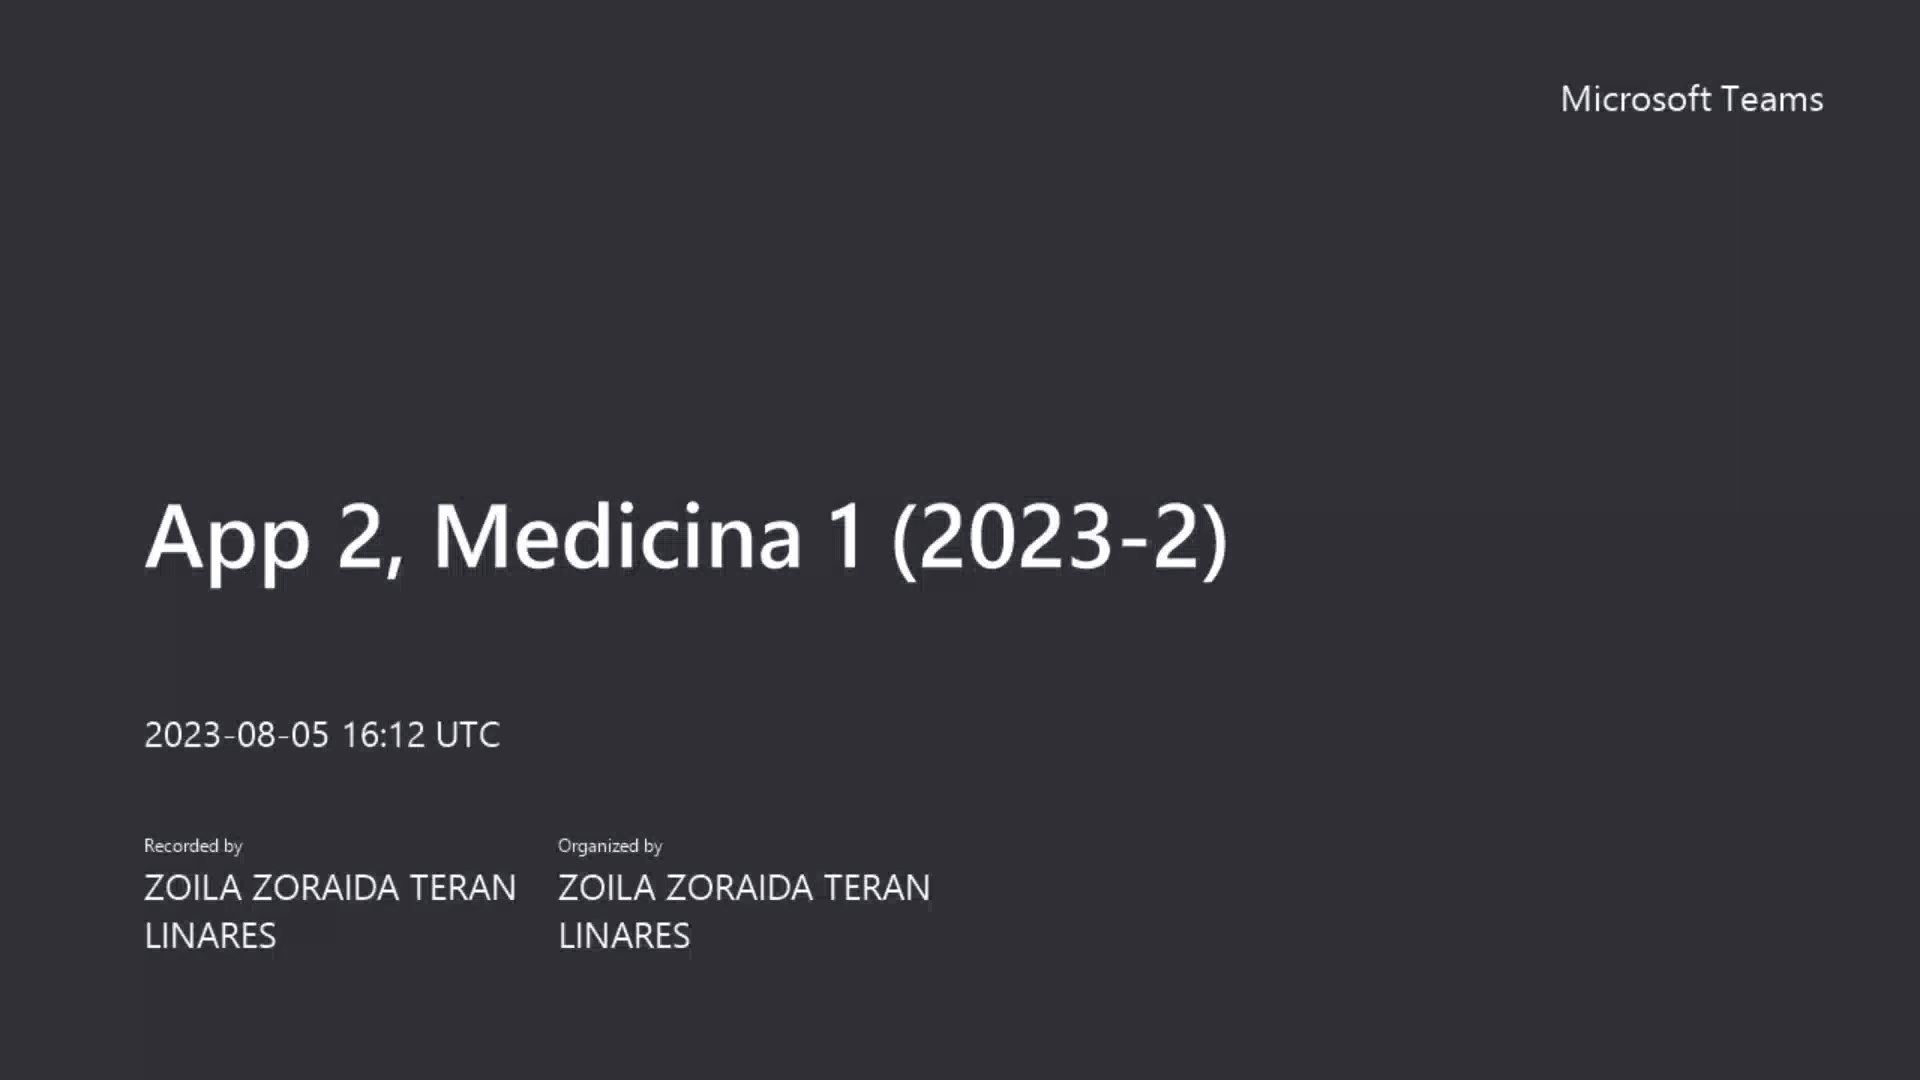 Microsoft Teams
App 2, Medicina 1 (2023-2)
2023-08-05 16:12 UTC
Recorded by
ZOILA ZORAIDA TERAN
LINARES
Organized by
ZOILA ZORAIDA TERAN
LINARES